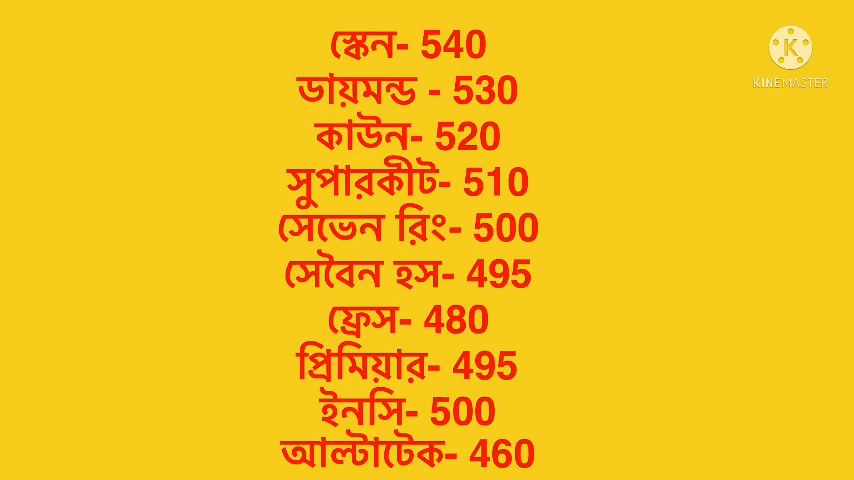 স্কেন- 540
ডায়মন্ড - 530
কাউন- 520
সুপারকীট- 510
সেভেন রিং- 500
সেবৈন হস- 495
ফ্রেস- 480
প্রিমিয়ার- 495
ইনসি- 500
আল্টাটেক- 460
K
KINEMASTER